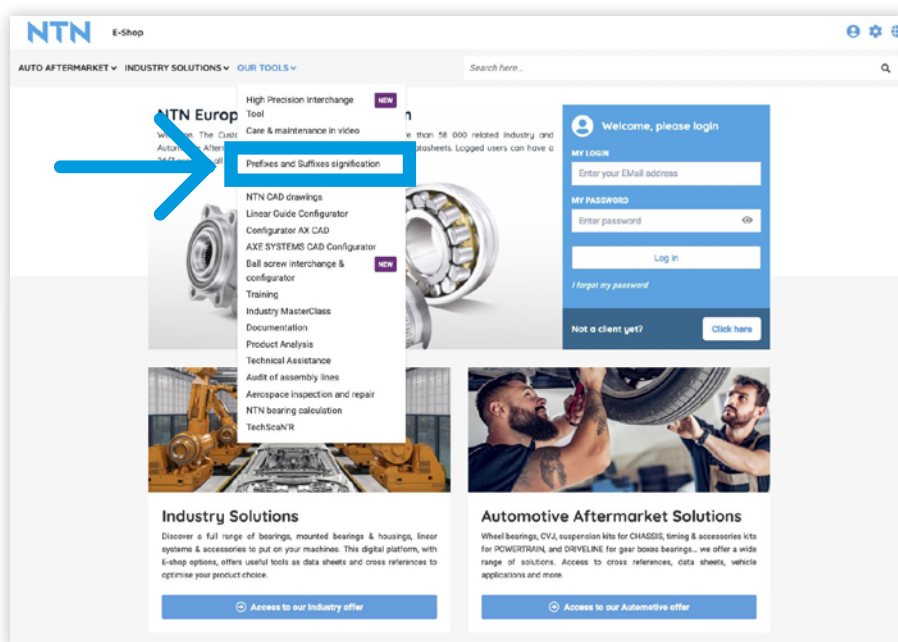 NTN E-Shop
AUTO AFTERMARKET INDUSTRY SOLUTIONS OUR TOOLS Search here...
High Precision Interchange Tool NEW
Care & maintenance in video
Prefixes and Suffixes signification
NTN CAD drawings
Linear Guide Configurator
Configurator AX CAD
AXE SYSTEMS CAD Configurator
Ball screw interchange & configurator NEW
Training
Industry MasterClass
Documentation
Product Analysis
Technical Assistance
Audit of assembly lines
Aerospace inspection and repair
NTN bearing calculation
TechScaN'R
NTN Europ
The
than 58 000 related Industry and
Logged users can have a
Welcome, please login
MY LOGIN
Enter your EMail address
MY PASSWORD
Enter password
Log in
I forgot my password
Not a client yet? Click here
Industry Solutions
Discover a full range of bearings, mounted bearings & housings, linear
systems & accessories to put on your machines. This digital platform, with
E-shop options, offers useful tools as data sheets and cross references to
optimise your product choice.
Access to our Industry offer
Automotive Aftermarket Solutions
Wheel bearings, CVJ, suspension kits for CHASSIS, timing & accessories kits
for POWERTRAIN, and DRIVELINE for gear boxes bearings... we offer a wide
range of solutions. Access to cross references, data sheets, vehicle
applications and more.
Access to our Automotive offer